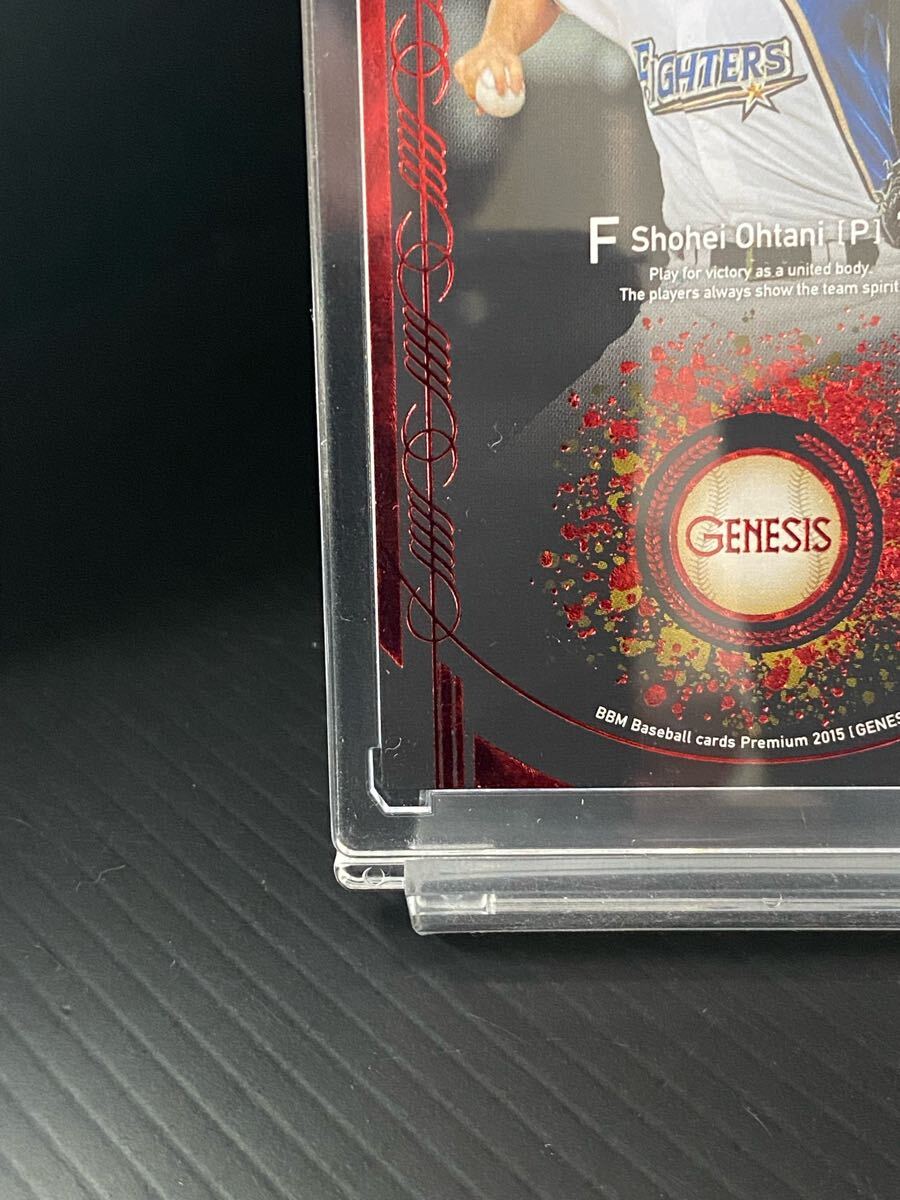 FIGHTERS
F Shohei Ohtani [P]
Play for victory as a united body.
The players always show the team spirit
GENESIS
BBM Baseball cards Premium 2015 [GENES